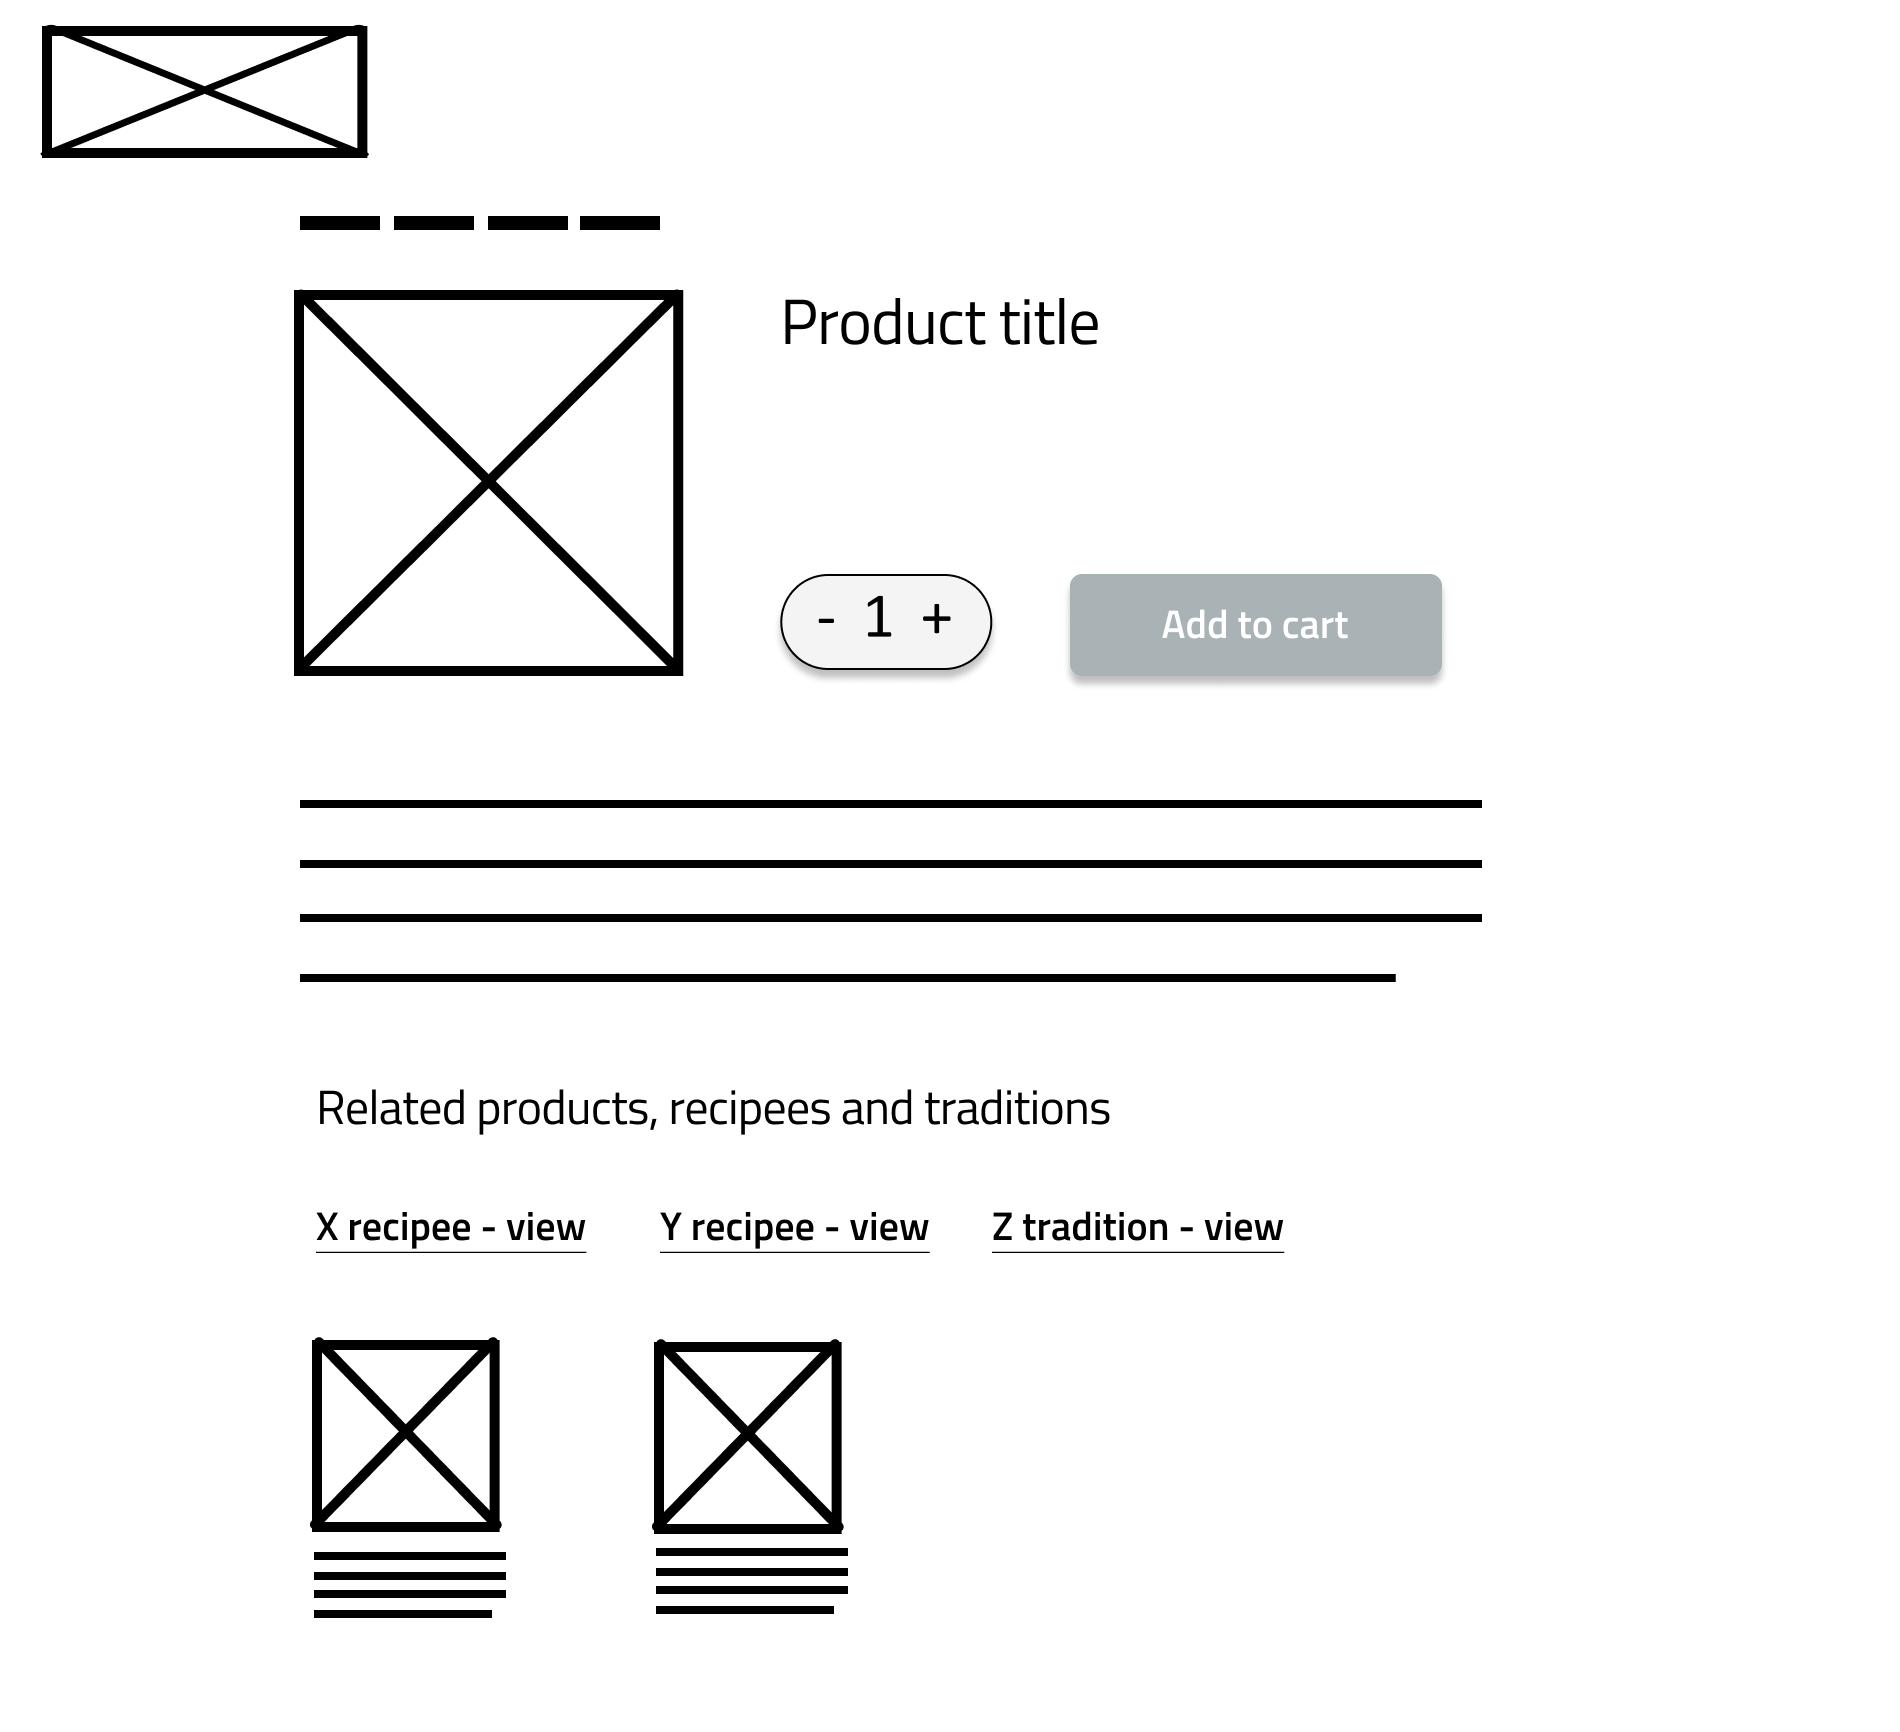 Product title
- 1 +
Add to cart
Related products, recipees and traditions
X recipee - view
Y recipee - view
Z tradition - view